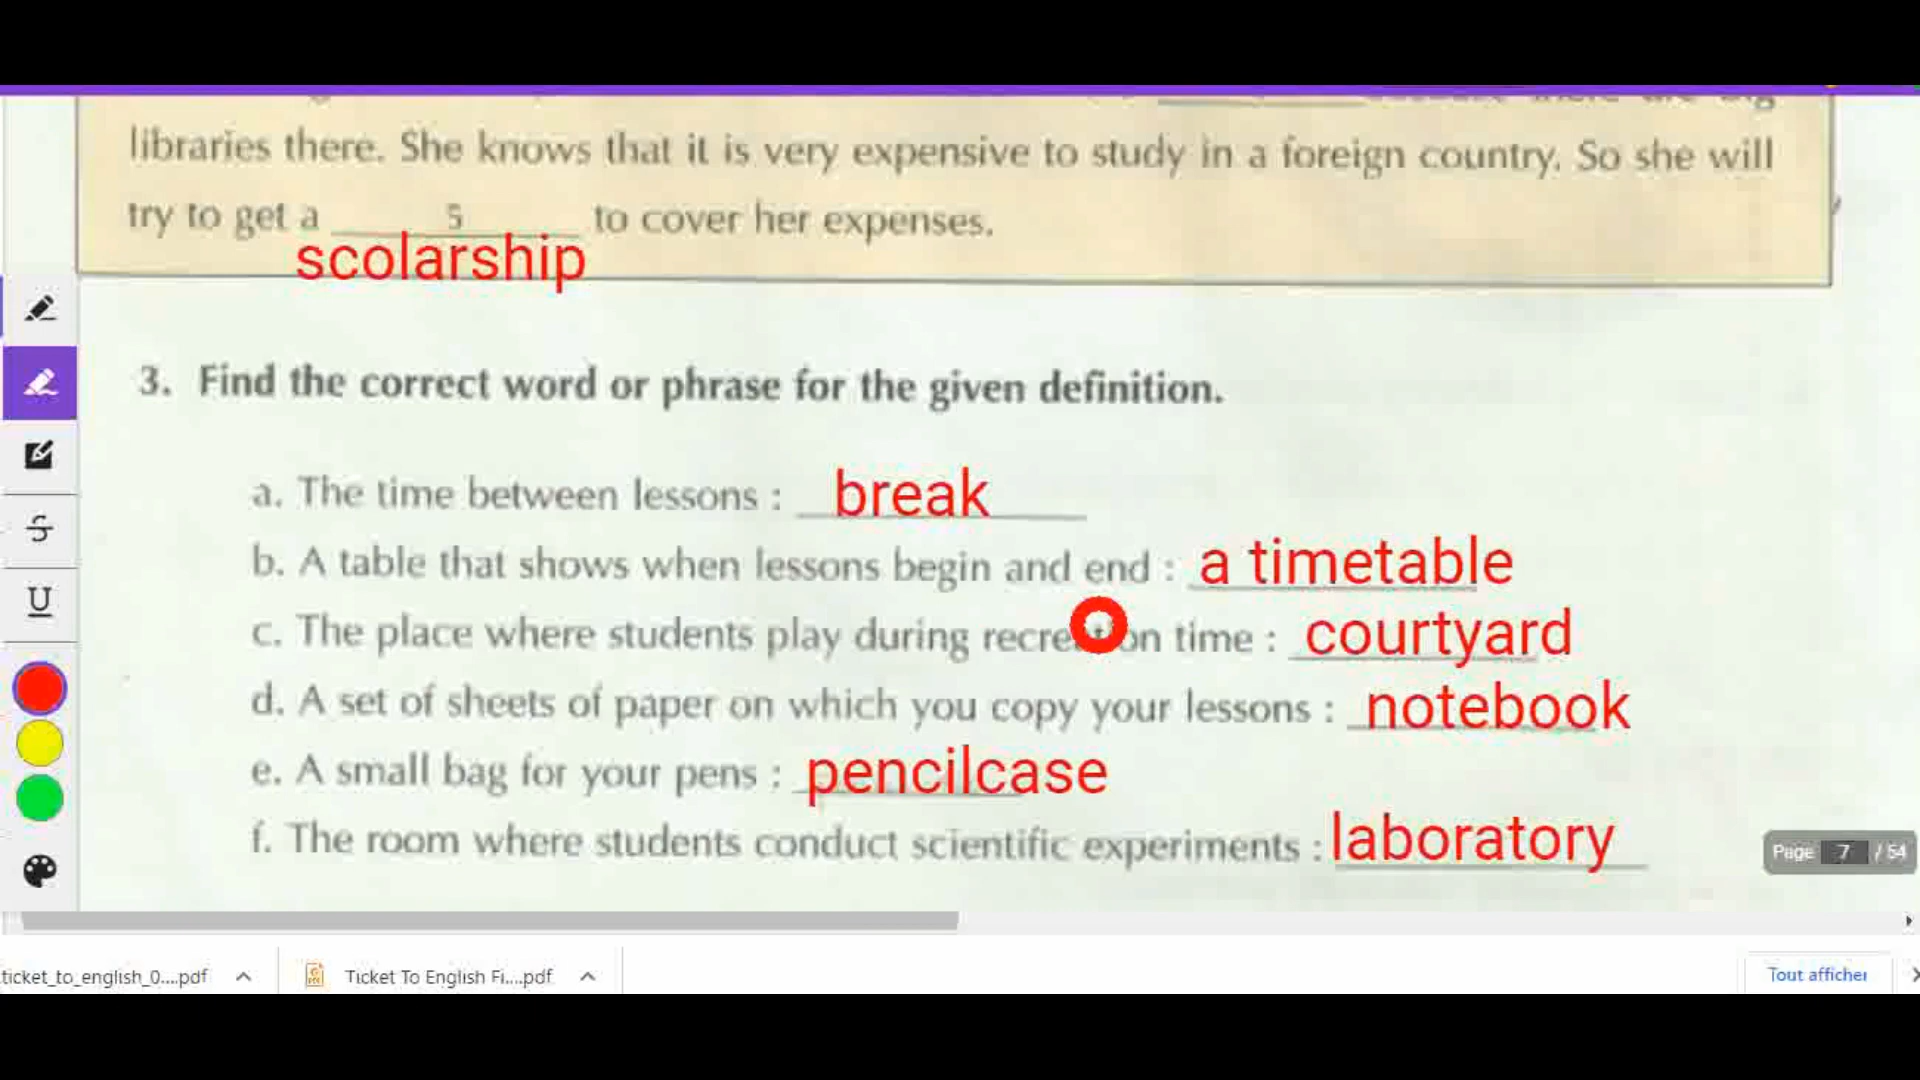 libraries there. She knows that it is very expensive to study in a foreign country. So she will
try to get a 5 to cover her expenses.
scolarship
3. Find the correct word or phrase for the given definition.
a. The time between lessons : break
b. A table that shows when lessons begin and end : a timetable
c. The place where students play during recreation time : courtyard
d. A set of sheets of paper on which you copy your lessons : notebook
e. A small bag for your pens : pencilcase
f. The room where students conduct scientific experiments : laboratory
Page 7 / 54
ticket_to_english_0....pdf Ticket To English Fi....pdf Tout afficher